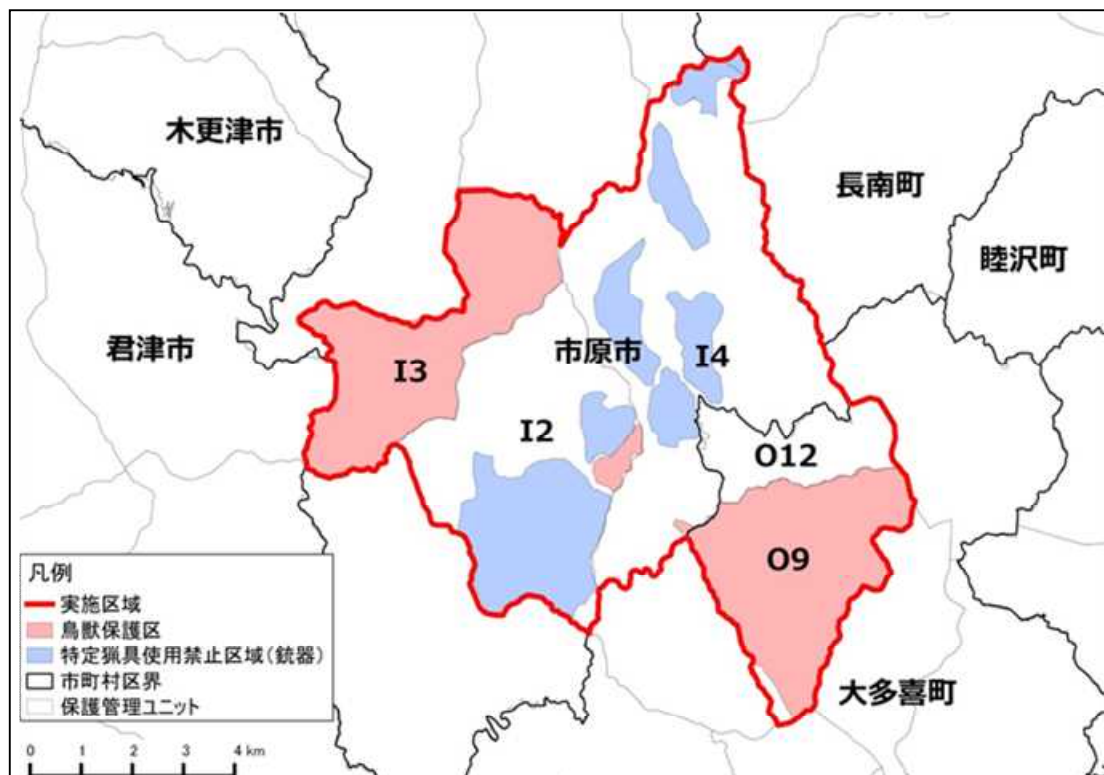 木更津市
長南町
睦沢町
君津市
市原市
I4
I3
I2
O12
O9
大多喜町
凡例
実施区域
鳥獣保護区
特定猟具使用禁止区域(銃器)
市町村区界
保護管理ユニット
0 1 2 3 4 km